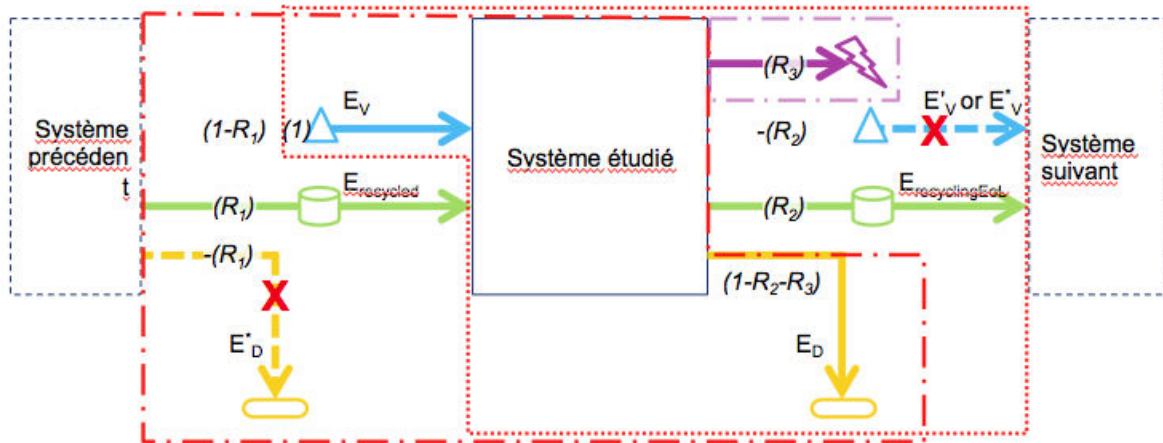 Système
précéden
t
(1-R1)
(1)
EV
(R1)
Erecycled
-(R1)
E*D
Système étudié
(R3)
-(R2)
E'V or E*V
(R2)
ErecyclingEoL
(1-R2-R3)
ED
Système
suivant
X
X